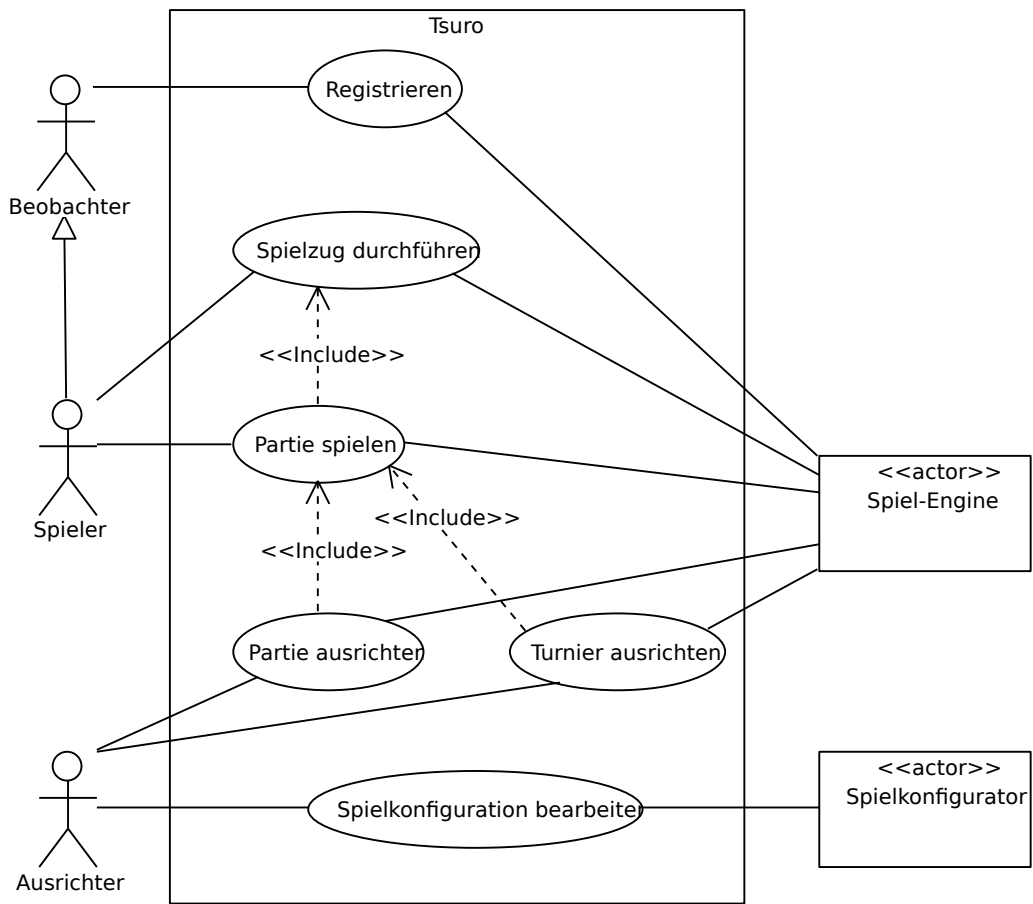 Tsuro
Registrieren
Beobachter
Spielzug durchführen
<<Include>>
Partie spielen
<<actor>>
Spiel-Engine
<<Include>>
Spieler
<<Include>>
Partie ausrichten
Turnier ausrichten
<<actor>>
Spielkonfigurator
Spielkonfiguration bearbeiten
Ausrichter